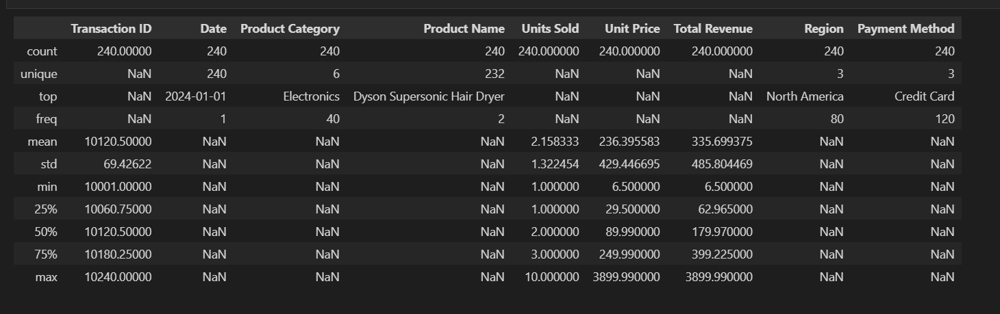 Transaction ID Date Product Category Product Name Units Sold Unit Price Total Revenue Region Payment Method
count 240.00000 240 240 240 240.000000 240.000000 240.000000 240 240
unique NaN 240 6 232 NaN NaN NaN 3 3
top NaN 2024-01-01 Electronics Dyson Supersonic Hair Dryer NaN NaN NaN North America Credit Card
freq NaN 1 40 2 NaN NaN NaN 80 120
mean 10120.50000 NaN NaN NaN 2.158333 236.395583 335.699375 NaN NaN
std 69.42622 NaN NaN NaN 1.322454 429.446695 485.804469 NaN NaN
min 10001.00000 NaN NaN NaN 1.000000 6.500000 6.500000 NaN NaN
25% 10060.75000 NaN NaN NaN 1.000000 29.500000 62.965000 NaN NaN
50% 10120.50000 NaN NaN NaN 2.000000 89.990000 179.970000 NaN NaN
75% 10180.25000 NaN NaN NaN 3.000000 249.990000 399.225000 NaN NaN
max 10240.00000 NaN NaN NaN 10.000000 3899.990000 3899.990000 NaN NaN